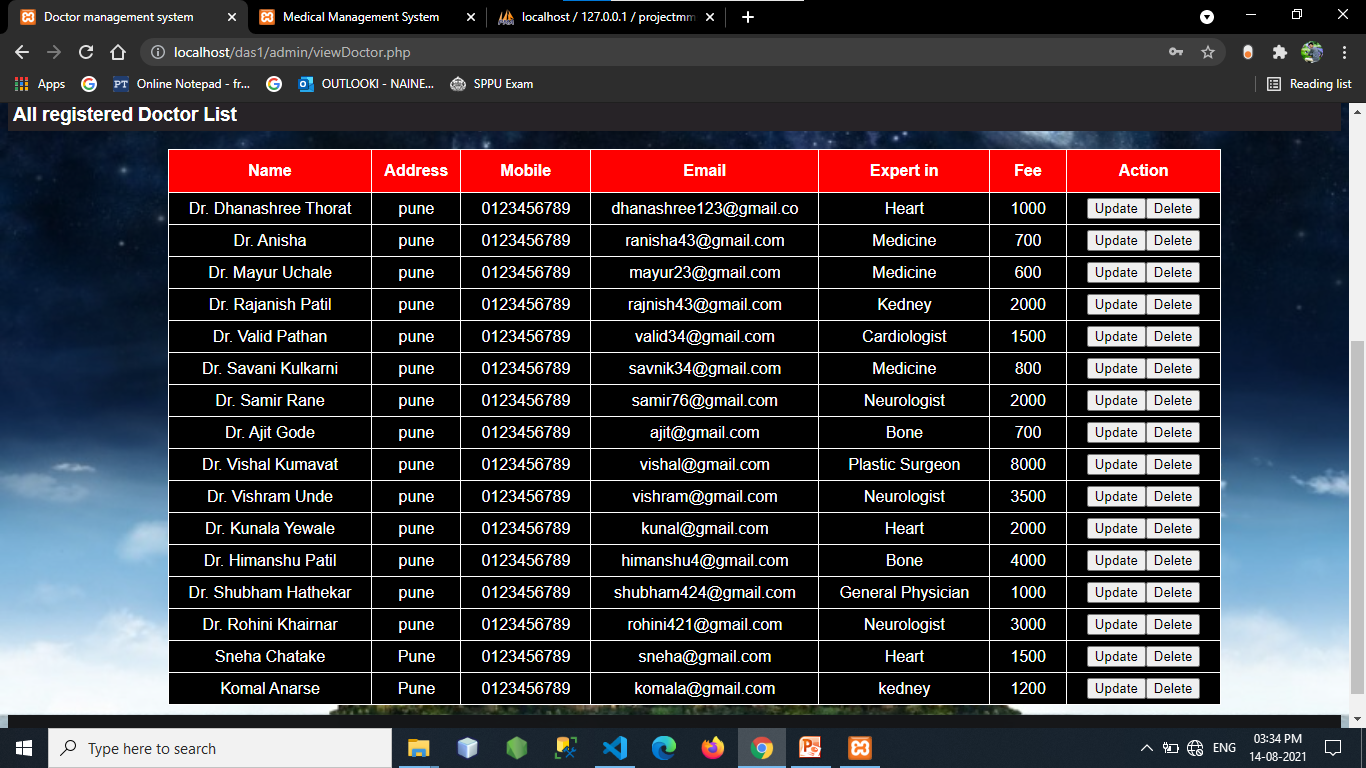 Doctor management system
Medical Management System
localhost / 127.0.0.1 / projectmm
localhost/das1/admin/viewDoctor.php
Apps PT Online Notepad - fr... OUTLOOKI - NAINE... SPPU Exam Reading list
All registered Doctor List
Name Address Mobile Email Expert in Fee Action
Dr. Dhanashree Thorat pune 0123456789 dhanashree123@gmail.co Heart 1000 Update Delete
Dr. Anisha pune 0123456789 ranisha43@gmail.com Medicine 700 Update Delete
Dr. Mayur Uchale pune 0123456789 mayur23@gmail.com Medicine 600 Update Delete
Dr. Rajanish Patil pune 0123456789 rajnish43@gmail.com Kedney 2000 Update Delete
Dr. Valid Pathan pune 0123456789 valid34@gmail.com Cardiologist 1500 Update Delete
Dr. Savani Kulkarni pune 0123456789 savnik34@gmail.com Medicine 800 Update Delete
Dr. Samir Rane pune 0123456789 samir76@gmail.com Neurologist 2000 Update Delete
Dr. Ajit Gode pune 0123456789 ajit@gmail.com Bone 700 Update Delete
Dr. Vishal Kumavat pune 0123456789 vishal@gmail.com Plastic Surgeon 8000 Update Delete
Dr. Vishram Unde pune 0123456789 vishram@gmail.com Neurologist 3500 Update Delete
Dr. Kunala Yewale pune 0123456789 kunal@gmail.com Heart 2000 Update Delete
Dr. Himanshu Patil pune 0123456789 himanshu4@gmail.com Bone 4000 Update Delete
Dr. Shubham Hathekar pune 0123456789 shubham424@gmail.com General Physician 1000 Update Delete
Dr. Rohini Khairnar pune 0123456789 rohini421@gmail.com Neurologist 3000 Update Delete
Sneha Chatake Pune 0123456789 sneha@gmail.com Heart 1500 Update Delete
Komal Anarse Pune 0123456789 komala@gmail.com kedney 1200 Update Delete
Type here to search
ENG
03:34 PM
14-08-2021